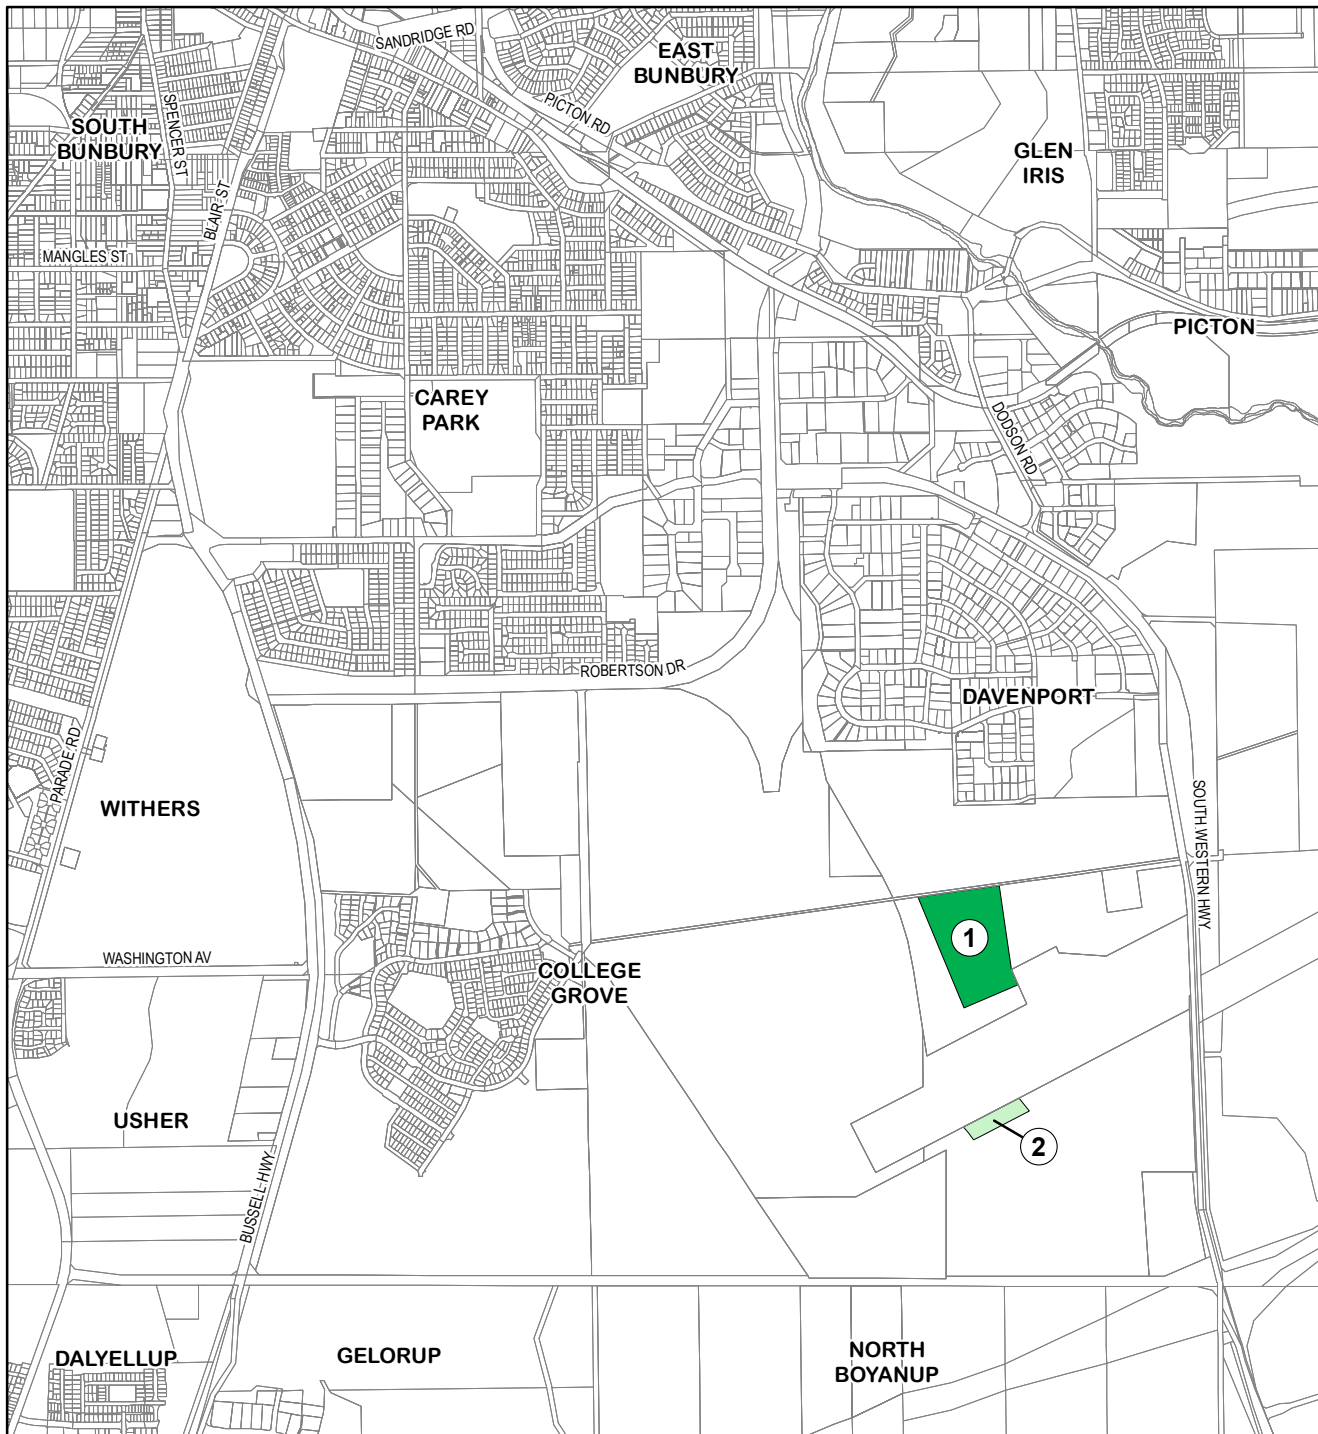 SANDRIDGE RD
EAST
BUNBURY
PICTON RD
SPENCER ST
SOUTH
BUNBURY
GLEN
IRIS
BLAIR ST
MANGLES ST
PICTON
CAREY
PARK
DODSON RD
ROBERTSON DR
DAVENPORT
PARADE RD
WITHERS
SOUTH WESTERN HWY
1
WASHINGTON AV
COLLEGE
GROVE
USHER
2
BUSSELL HWY
DALYELLUP
GELORUP
NORTH
BOYANUP